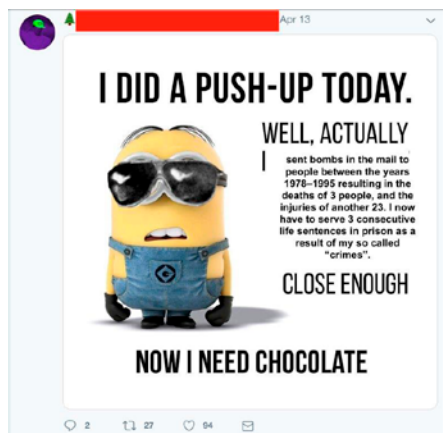 Apr 13
I DID A PUSH-UP TODAY.
WELL, ACTUALLY
I sent bombs in the mail to
people between the years
1978–1995 resulting in the
deaths of 3 people, and the
injuries of another 23. I now
have to serve 3 consecutive
life sentences in prison as a
result of my so called
"crimes".
CLOSE ENOUGH
NOW I NEED CHOCOLATE
2 27 94